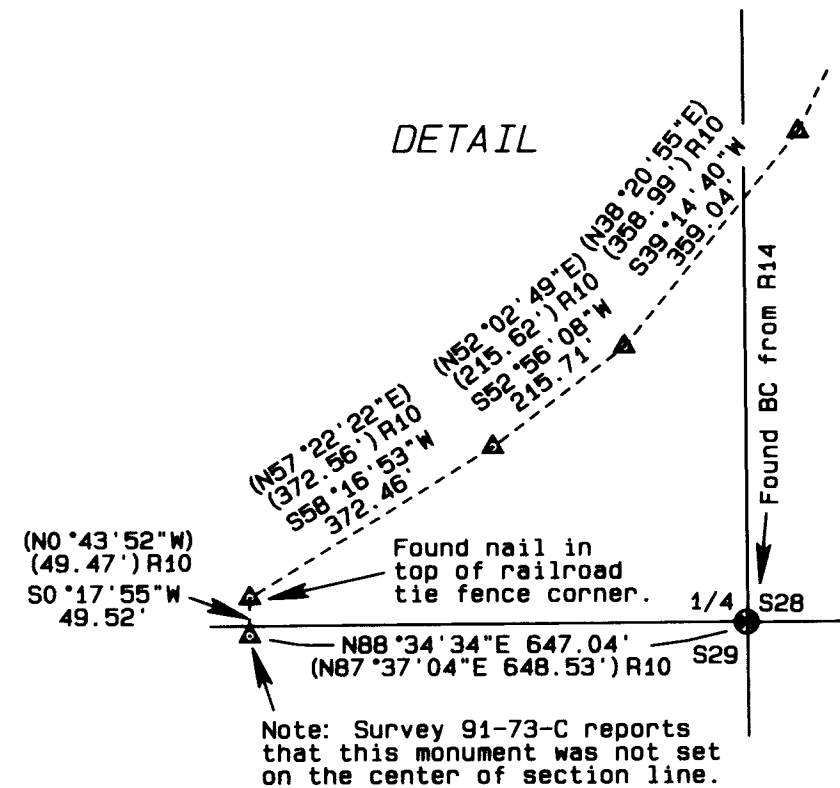 DETAIL
(N38°20'55"E)
(358.99')R10
S39°14'40"W
359.04'
(N52°02'49"E)
(215.62')R10
S52°56'08"W
215.71'
(N57°22'22"E)
(372.56')R10
S58°16'53"W
372.46'
Found BC from R14
(N0°43'52"W)
(49.47')R10
S0°17'55"W
49.52'
Found nail in
top of railroad
tie fence corner.
1/4 S28
S29
N88°34'34"E 647.04'
(N87°37'04"E 648.53')R10
Note: Survey 91-73-C reports
that this monument was not set
on the center of section line.